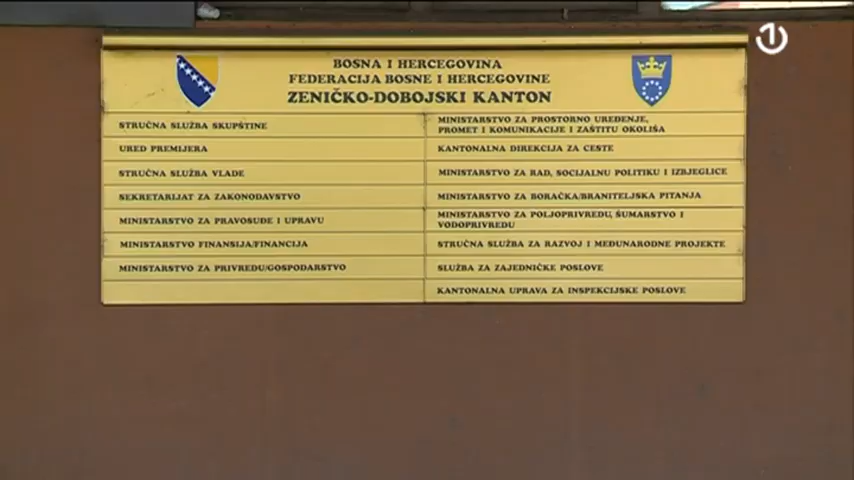 BOSNA I HERCEGOVINA
FEDERACIJA BOSNE I HERCEGOVINE
ZENIČKO-DOBOJSKI KANTON
STRUČNA SLUŽBA SKUPŠTINE
URED PREMIJERA
STRUČNA SLUŽBA VLADE
SEKRETARIJAT ZA ZAKONODAVSTVO
MINISTARSTVO ZA PRAVOSUĐE I UPRAVU
MINISTARSTVO FINANSIJA/FINANCIJA
MINISTARSTVO ZA PRIVREDU/GOSPODARSTVO
MINISTARSTVO ZA PROSTORNO UREĐENJE,
PROMET I KOMUNIKACIJE I ZAŠTITU OKOLIŠA
KANTONALNA DIREKCIJA ZA CESTE
MINISTARSTVO ZA RAD, SOCIJALNU POLITIKU I IZBJEGLICE
MINISTARSTVO ZA BORAČKA/BRANITELJSKA PITANJA
MINISTARSTVO ZA POLJOPRIVREDU, ŠUMARSTVO I
VODOPRIVREDU
STRUČNA SLUŽBA ZA RAZVOJ I MEĐUNARODNE PROJEKTE
SLUŽBA ZA ZAJEDNIČKE POSLOVE
KANTONALNA UPRAVA ZA INSPEKCIJSKE POSLOVE
1